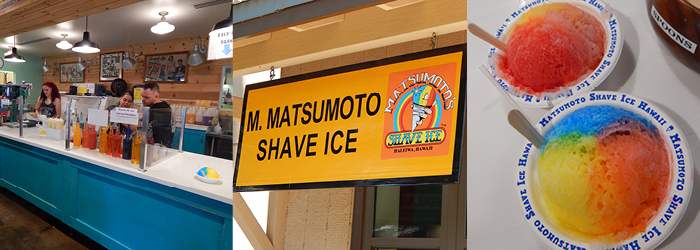 M. MATSUMOTO
SHAVE ICE
MATSUMOTO'S
SHAVE ICE
HALEIWA, HAWAII
MATSUMOTO SHAVE ICE HAWAII
MATSUMOTO SHAVE ICE HAWAII
SPOONS